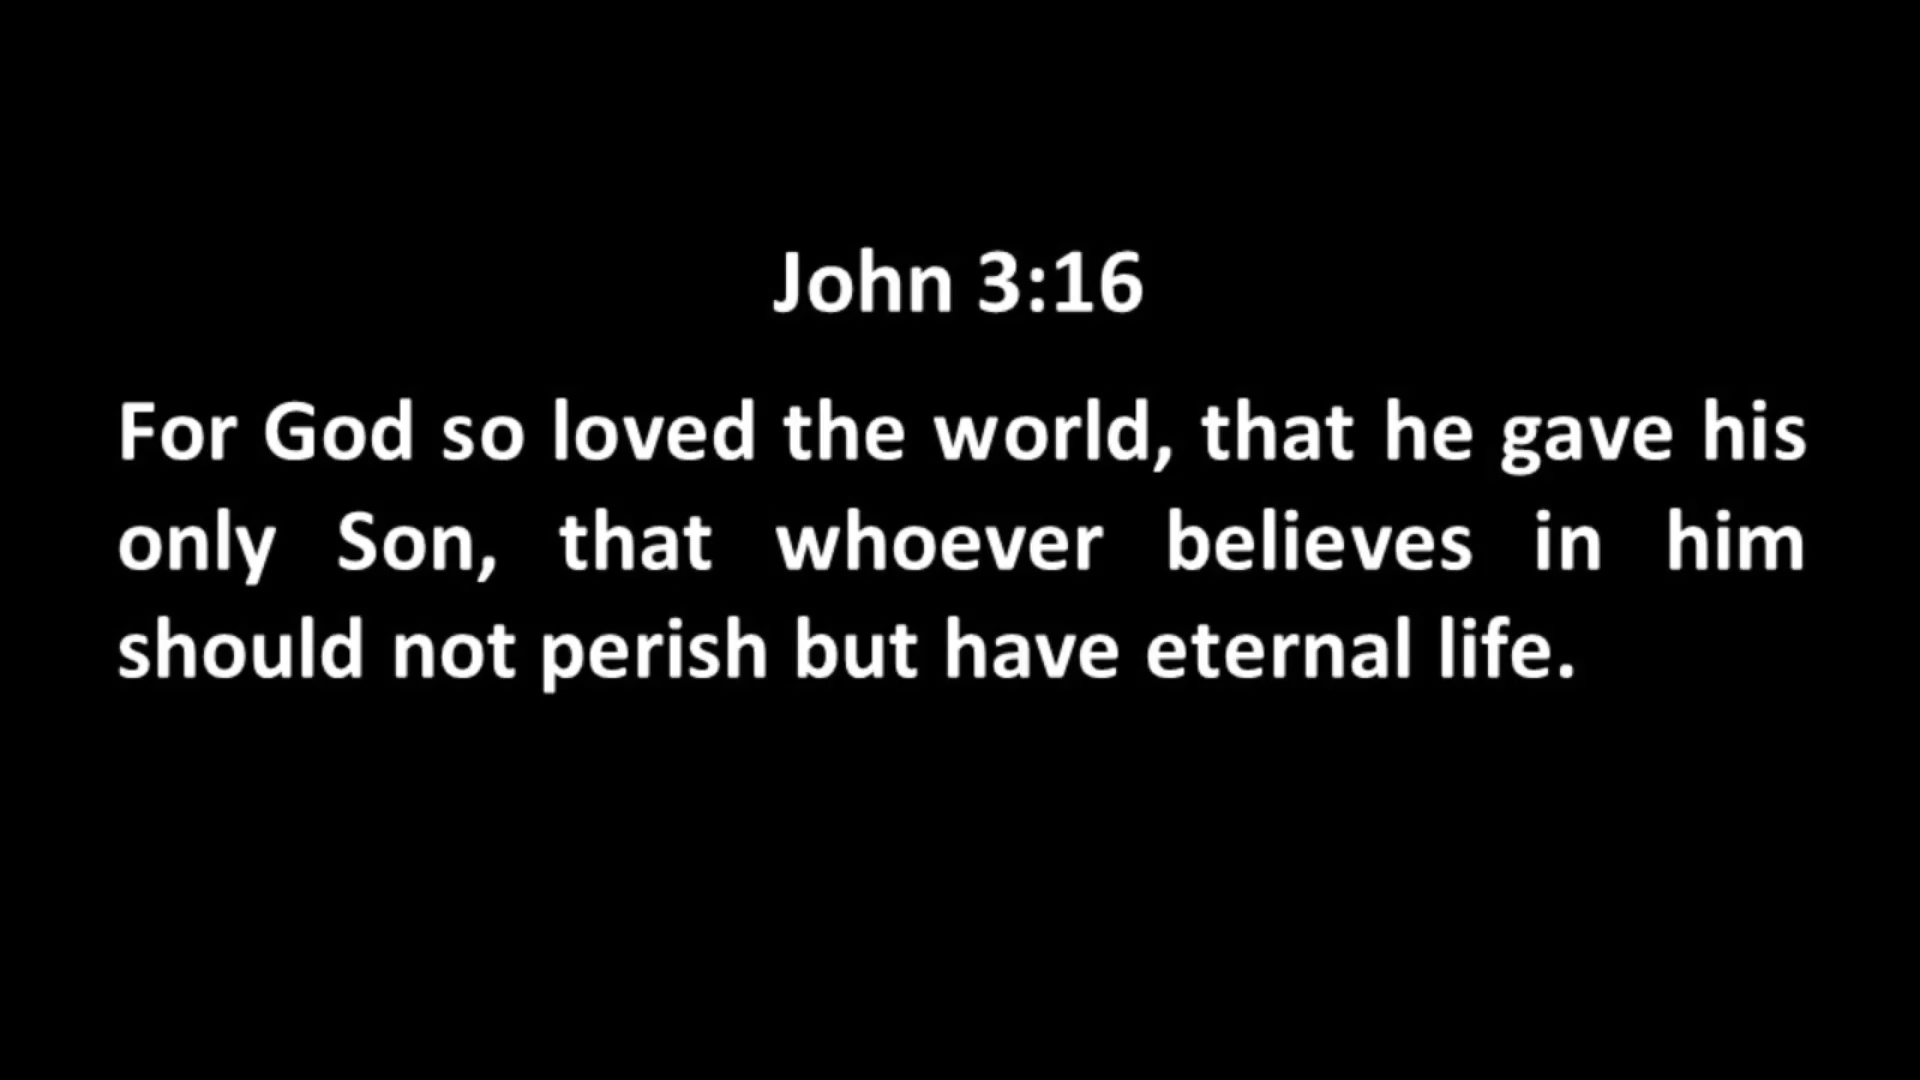 John 3:16
For God so loved the world, that he gave his
only Son, that whoever believes in him
should not perish but have eternal life.